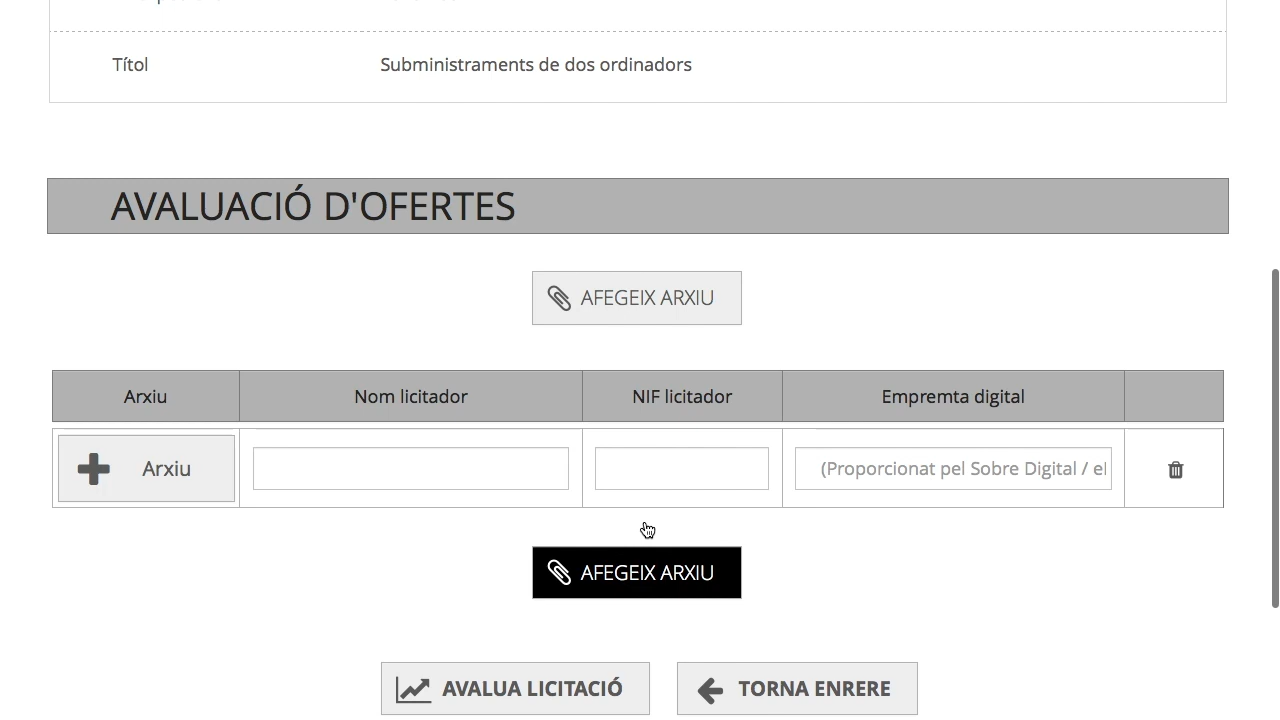 Títol Subministraments de dos ordinadors
AVALUACIÓ D'OFERTES
AFEGEIX ARXIU
Arxiu Nom licitador NIF licitador Empremta digital
Arxiu (Proporcionat pel Sobre Digital / el
AFEGEIX ARXIU
AVALUA LICITACIÓ TORNA ENRERE